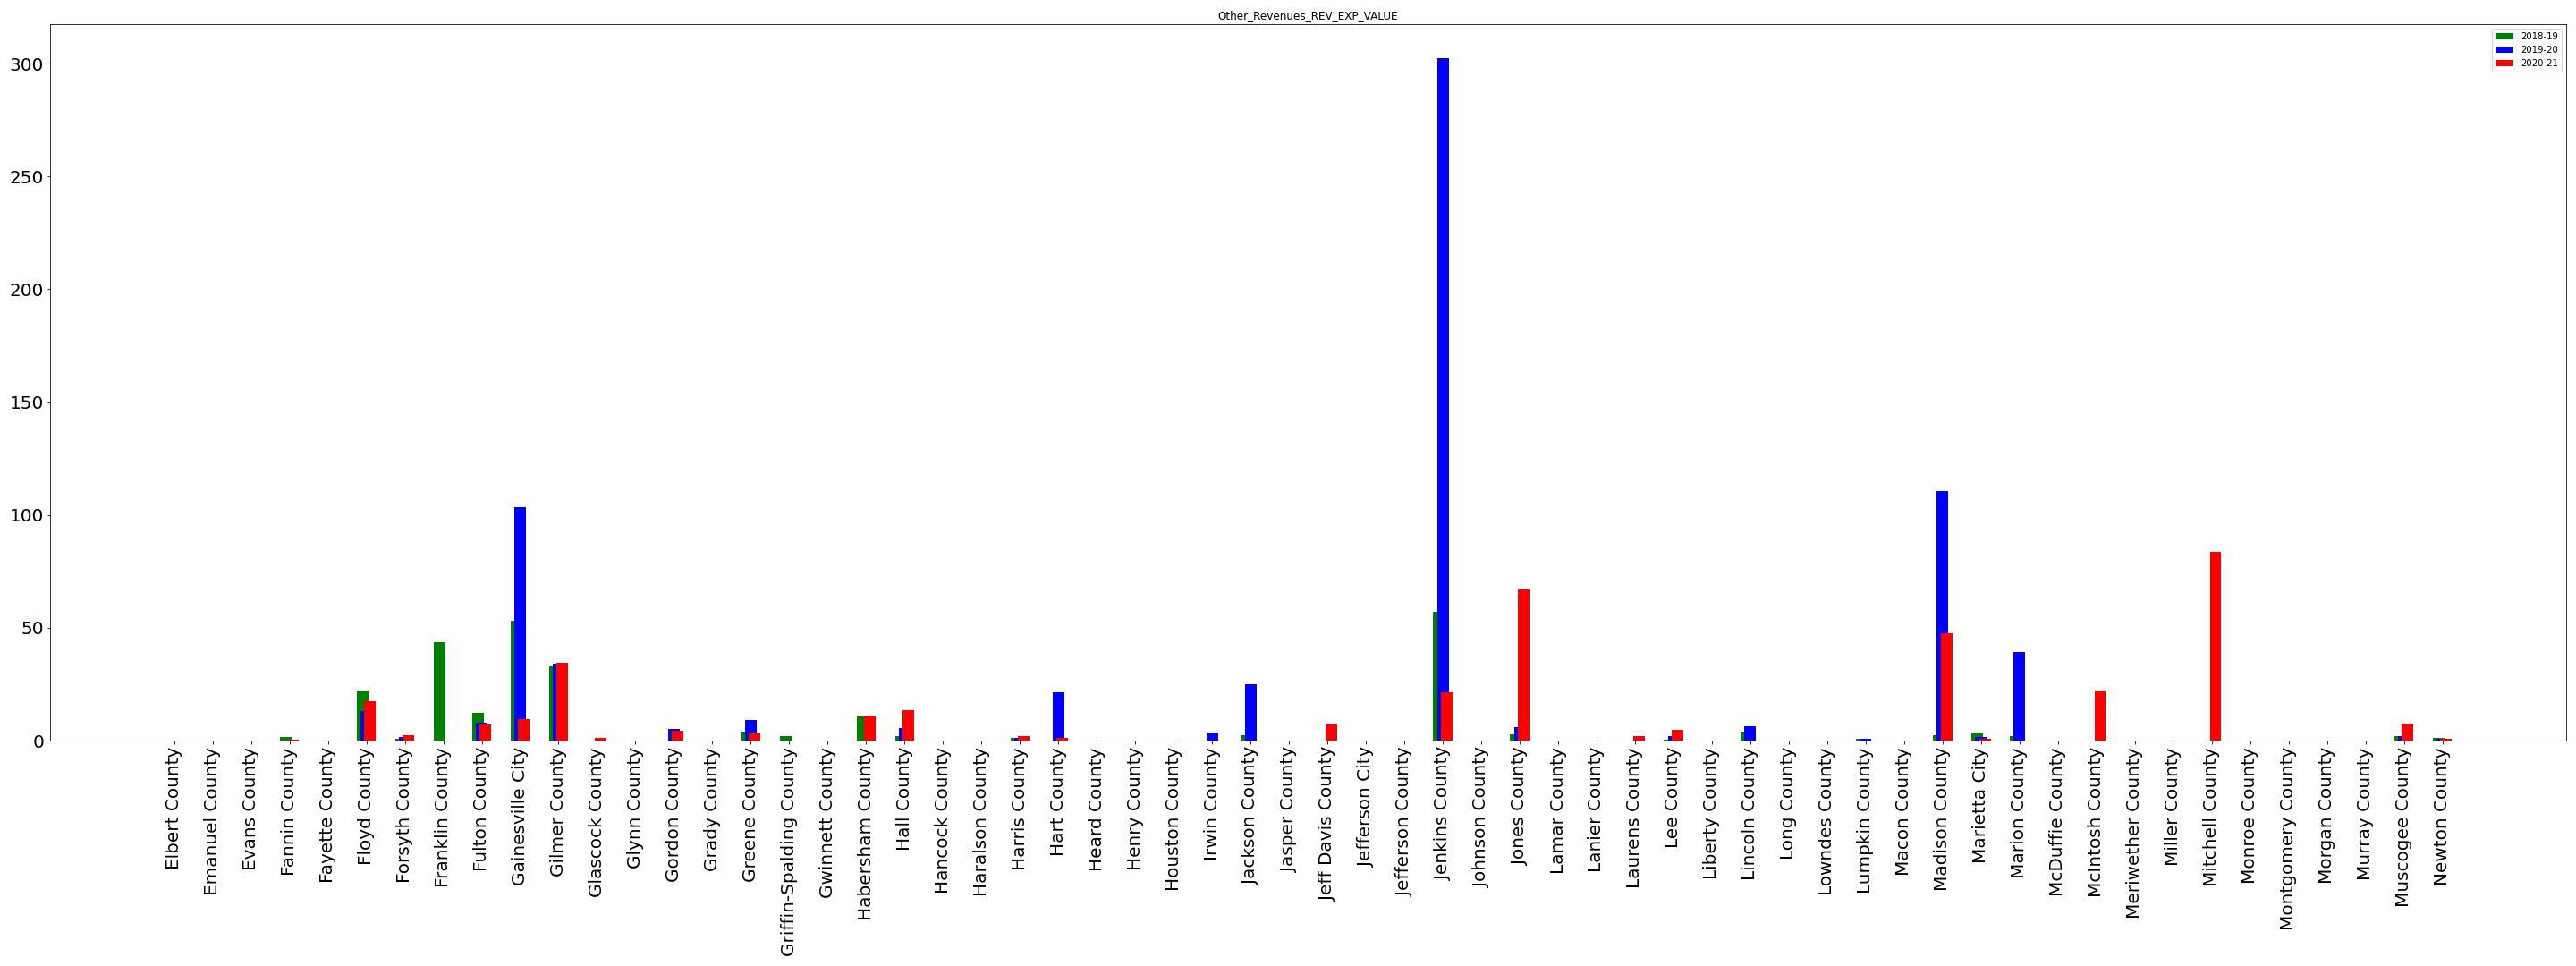 Other_Revenues_REV_EXP_VALUE
2018-19
2019-20
2020-21
300
250
200
150
100
50
0
Elbert County
Emanuel County
Evans County
Fannin County
Fayette County
Floyd County
Forsyth County
Franklin County
Fulton County
Gainesville City
Gilmer County
Glascock County
Glynn County
Gordon County
Grady County
Greene County
Griffin-Spalding County
Gwinnett County
Habersham County
Hall County
Hancock County
Haralson County
Harris County
Hart County
Heard County
Henry County
Houston County
Irwin County
Jackson County
Jasper County
Jeff Davis County
Jefferson City
Jefferson County
Jenkins County
Johnson County
Jones County
Lamar County
Lanier County
Laurens County
Lee County
Liberty County
Lincoln County
Long County
Lowndes County
Lumpkin County
Macon County
Madison County
Marietta City
Marion County
McDuffie County
McIntosh County
Meriwether County
Miller County
Mitchell County
Monroe County
Montgomery County
Morgan County
Murray County
Muscogee County
Newton County